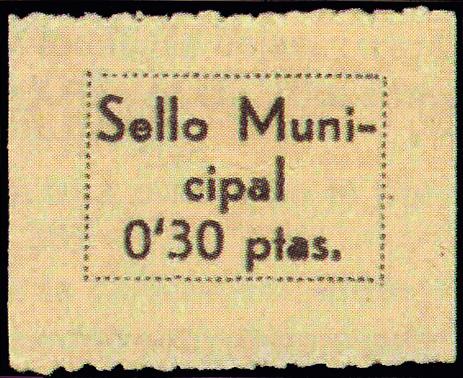 Sello Muni-
cipal
0'30 ptas.